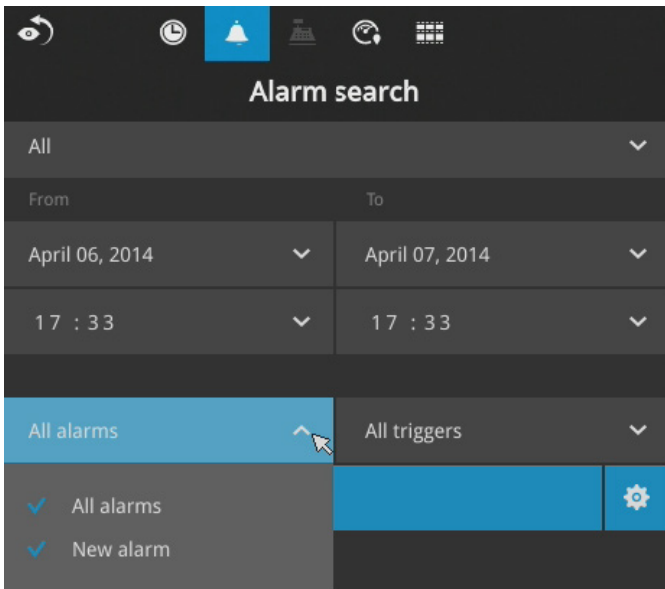 Alarm search
All
From To
April 06, 2014 April 07, 2014
17 : 33 17 : 33
All alarms All triggers
All alarms
New alarm